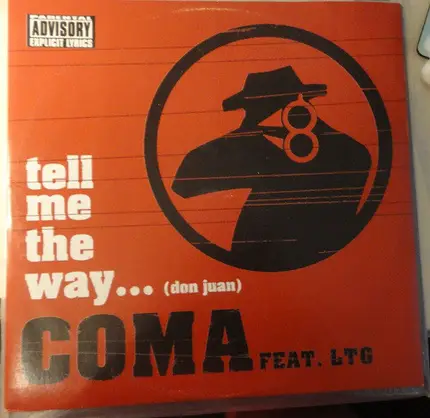 PARENTAL
ADVISORY
EXPLICIT LYRICS
tell
me
the
way... (don juan)
COMA FEAT. LTG